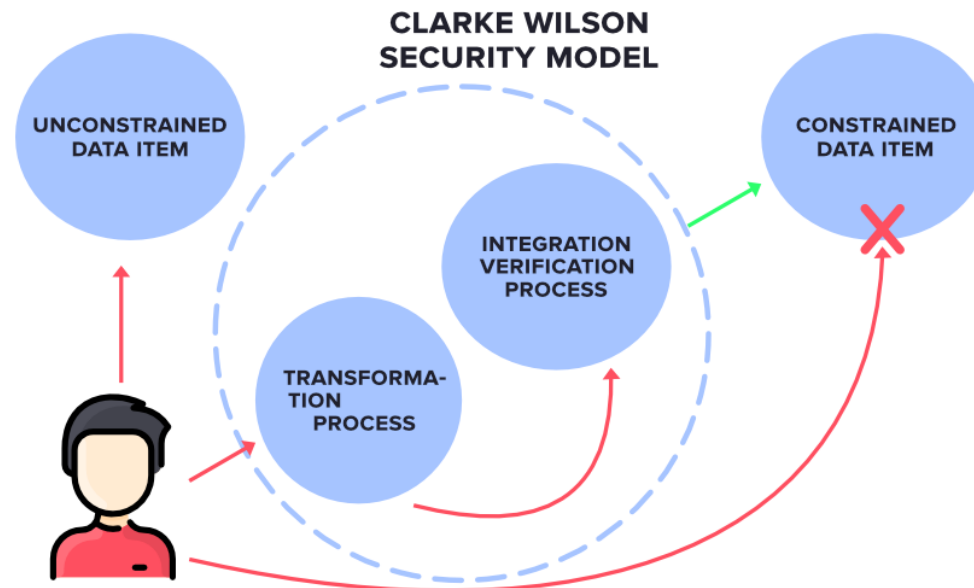 CLARKE WILSON
SECURITY MODEL
UNCONSTRAINED
DATA ITEM
CONSTRAINED
DATA ITEM
INTEGRATION
VERIFICATION
PROCESS
TRANSFORMA-
TION
PROCESS